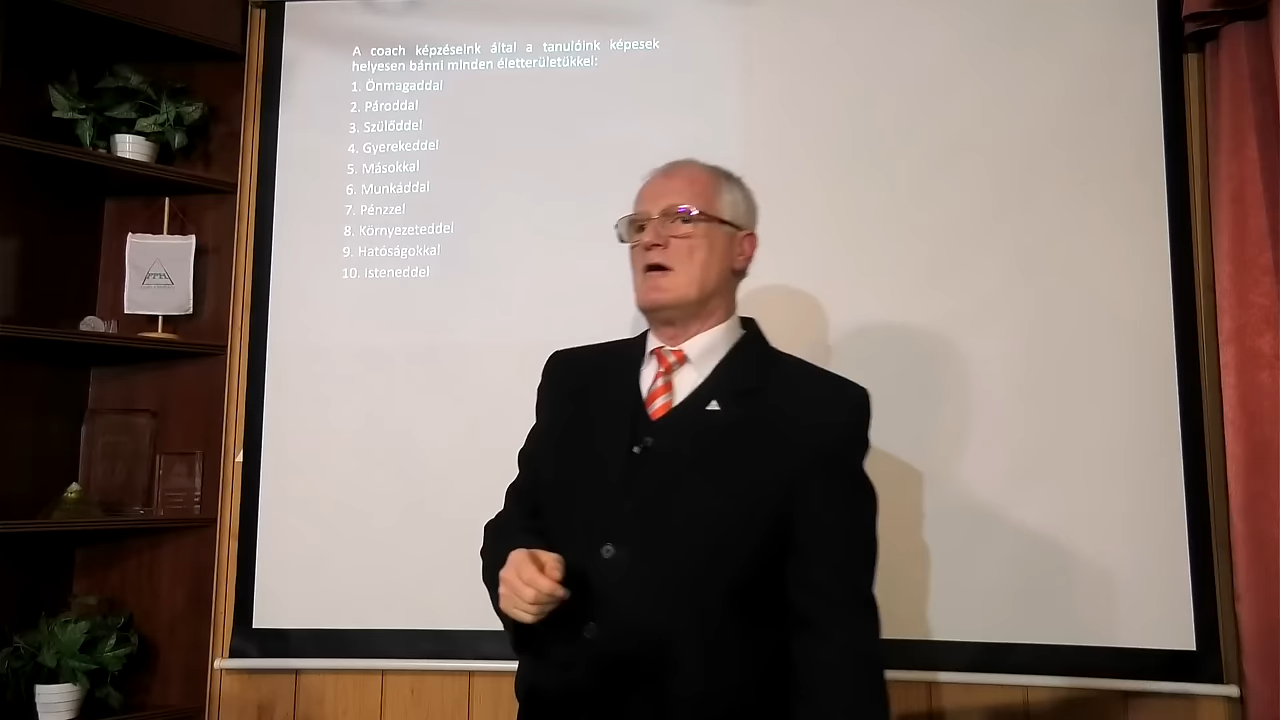 A coach képzéseink által a tanulóink képesek
helyesen bánni minden életterületükkel:
1. Önmagaddal
2. Pároddal
3. Szülőddel
4. Gyerekeddel
5. Másokkal
6. Munkáddal
7. Pénzzel
8. Környezeteddel
9. Hatóságokkal
10. Isteneddel